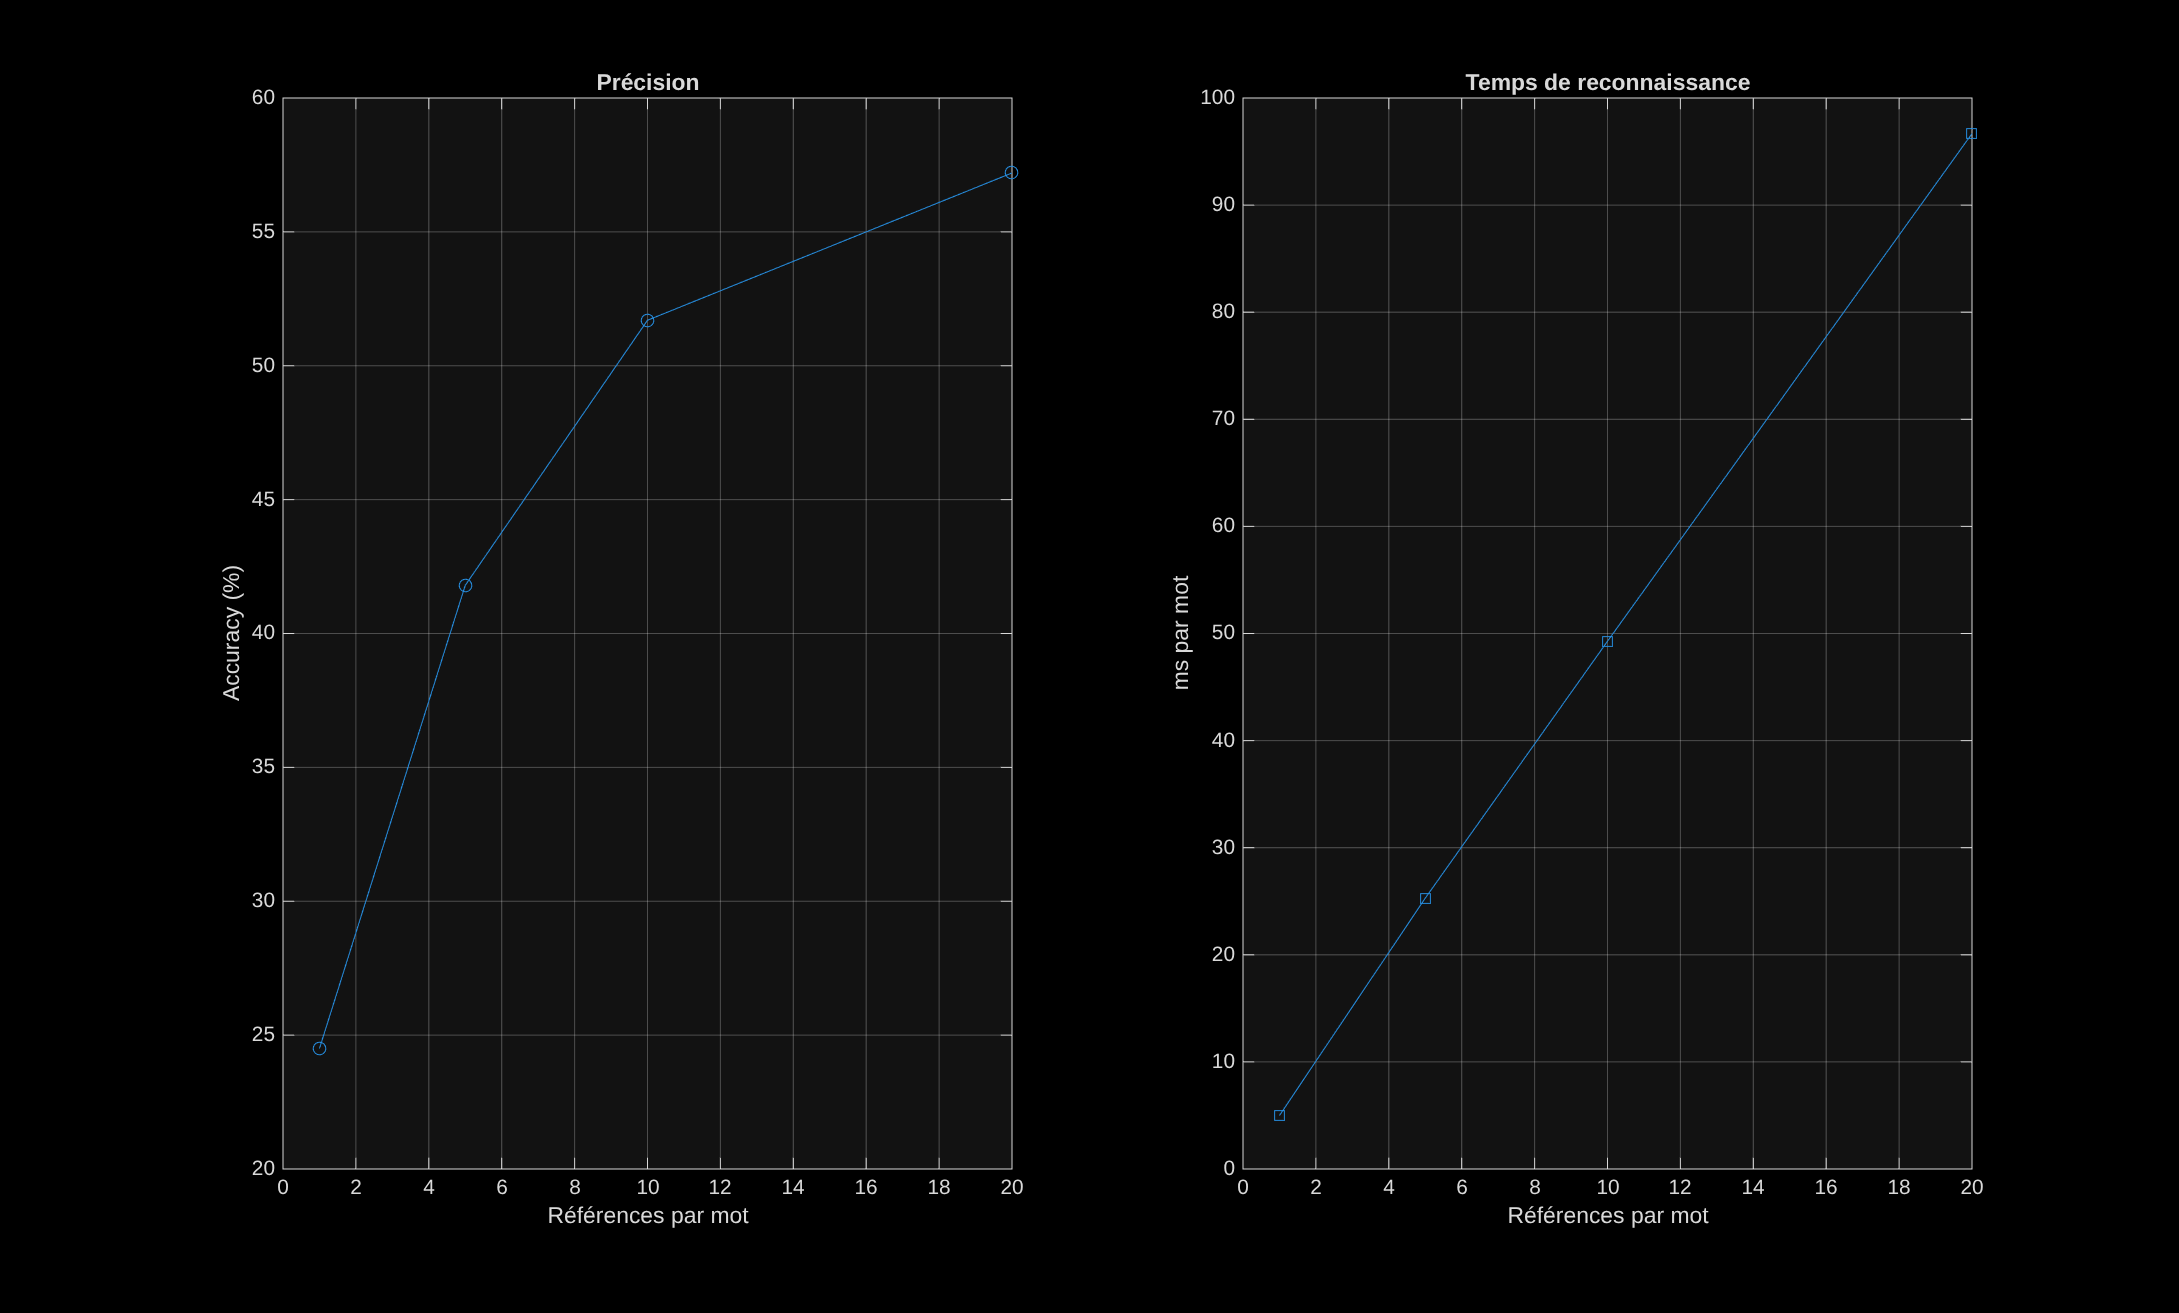 Précision
60
55
50
45
40
35
30
25
20
Accuracy (%)
0 2 4 6 8 10 12 14 16 18 20
Références par mot
Temps de reconnaissance
100
90
80
70
60
50
40
30
20
10
0
ms par mot
0 2 4 6 8 10 12 14 16 18 20
Références par mot